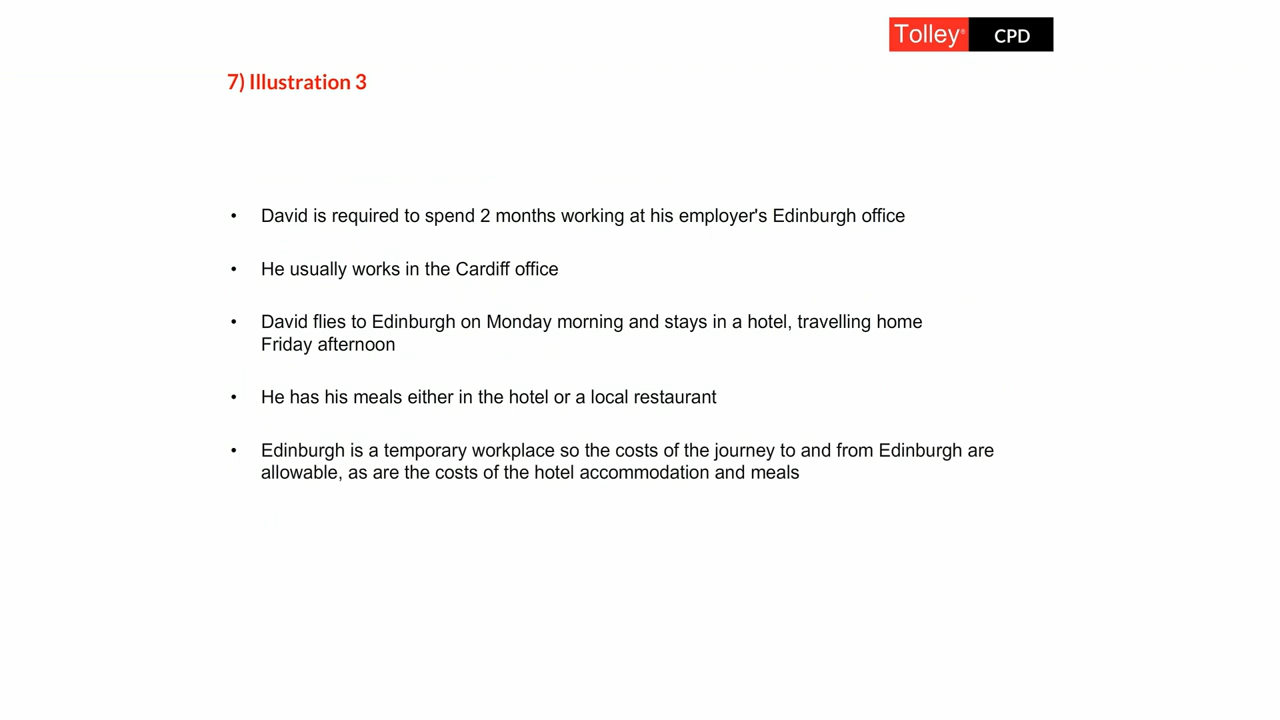 Tolley® CPD
7) Illustration 3
• David is required to spend 2 months working at his employer's Edinburgh office
• He usually works in the Cardiff office
• David flies to Edinburgh on Monday morning and stays in a hotel, travelling home
Friday afternoon
• He has his meals either in the hotel or a local restaurant
• Edinburgh is a temporary workplace so the costs of the journey to and from Edinburgh are
allowable, as are the costs of the hotel accommodation and meals